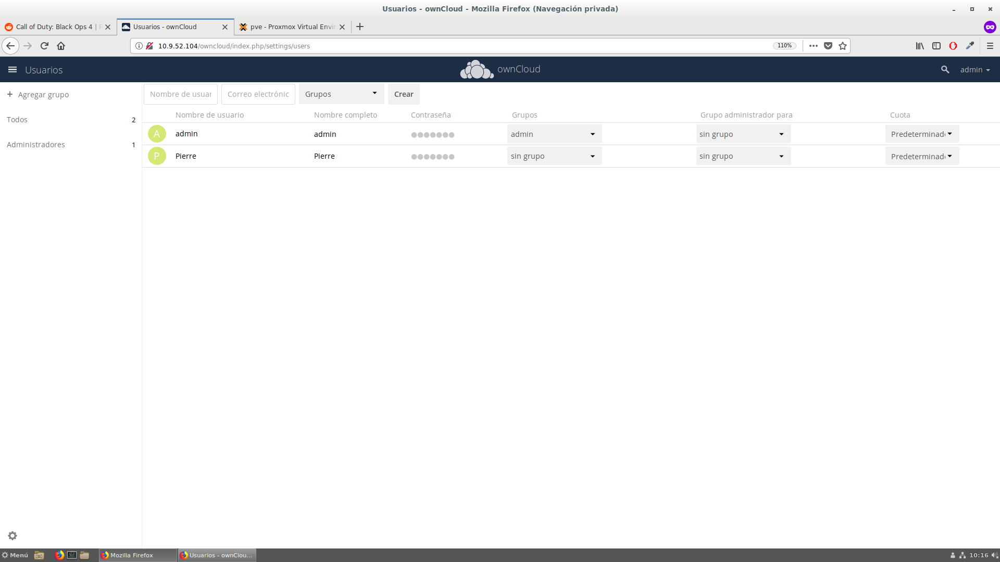 Usuarios - ownCloud - Mozilla Firefox (Navegación privada)
Call of Duty: Black Ops 4 |
Usuarios - ownCloud
pve - Proxmox Virtual Envi
10.9.52.104/owncloud/index.php/settings/users
110%
Usuarios
ownCloud
admin
+ Agregar grupo
Nombre de usuar
Correo electrónic
Grupos
Crear
Nombre de usuario Nombre completo Contraseña Grupos Grupo administrador para Cuota
Todos 2
A admin admin ●●●●●●● admin sin grupo Predeterminad
Administradores 1
P Pierre Pierre ●●●●●●● sin grupo sin grupo Predeterminad
Menú
Mozilla Firefox
Usuarios - ownClou...
10:16